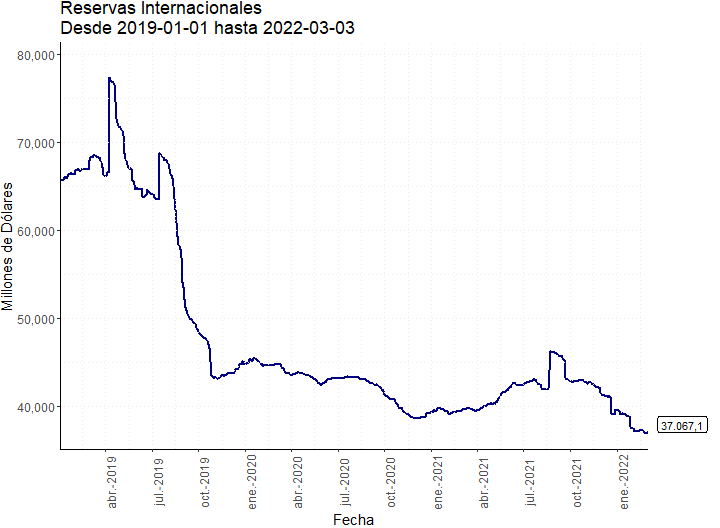 Reservas Internacionales
Desde 2019-01-01 hasta 2022-03-03
Millones de Dólares
80,000
70,000
60,000
50,000
40,000
37.067,1
abr.-2019
jul.-2019
oct.-2019
ene.-2020
abr.-2020
jul.-2020
oct.-2020
ene.-2021
abr.-2021
jul.-2021
oct.-2021
ene.-2022
Fecha